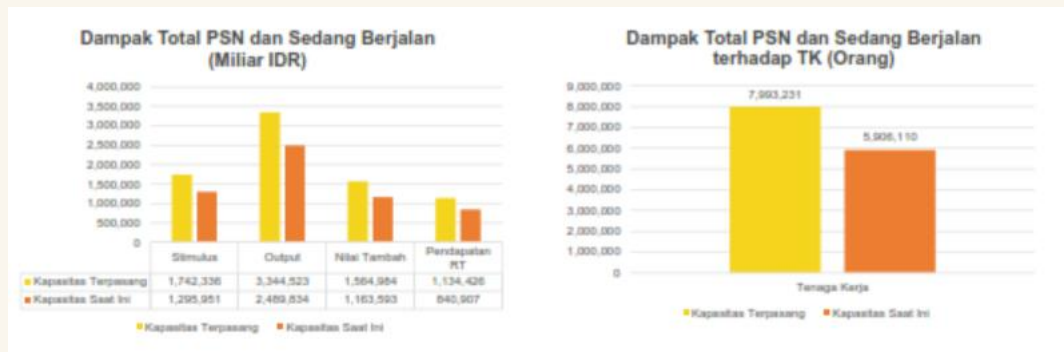 Dampak Total PSN dan Sedang Berjalan
(Miliar IDR)
4,000,000
3,500,000
3,000,000
2,500,000
2,000,000
1,500,000
1,000,000
500,000
0
Stimulus Output Nilai Tambah Pendapatan RT
Kapasitas Terpasang 1,742,336 3,344,523 1,564,984 1,134,426
Kapasitas Saat Ini 1,295,951 2,489,834 1,163,593 840,907
Kapasitas Terpasang Kapasitas Saat Ini
Dampak Total PSN dan Sedang Berjalan
terhadap TK (Orang)
9,000,000
8,000,000
7,000,000
6,000,000
5,000,000
4,000,000
3,000,000
2,000,000
1,000,000
0
7,993,231
5,906,110
Tenaga Kerja
Kapasitas Terpasang Kapasitas Saat Ini